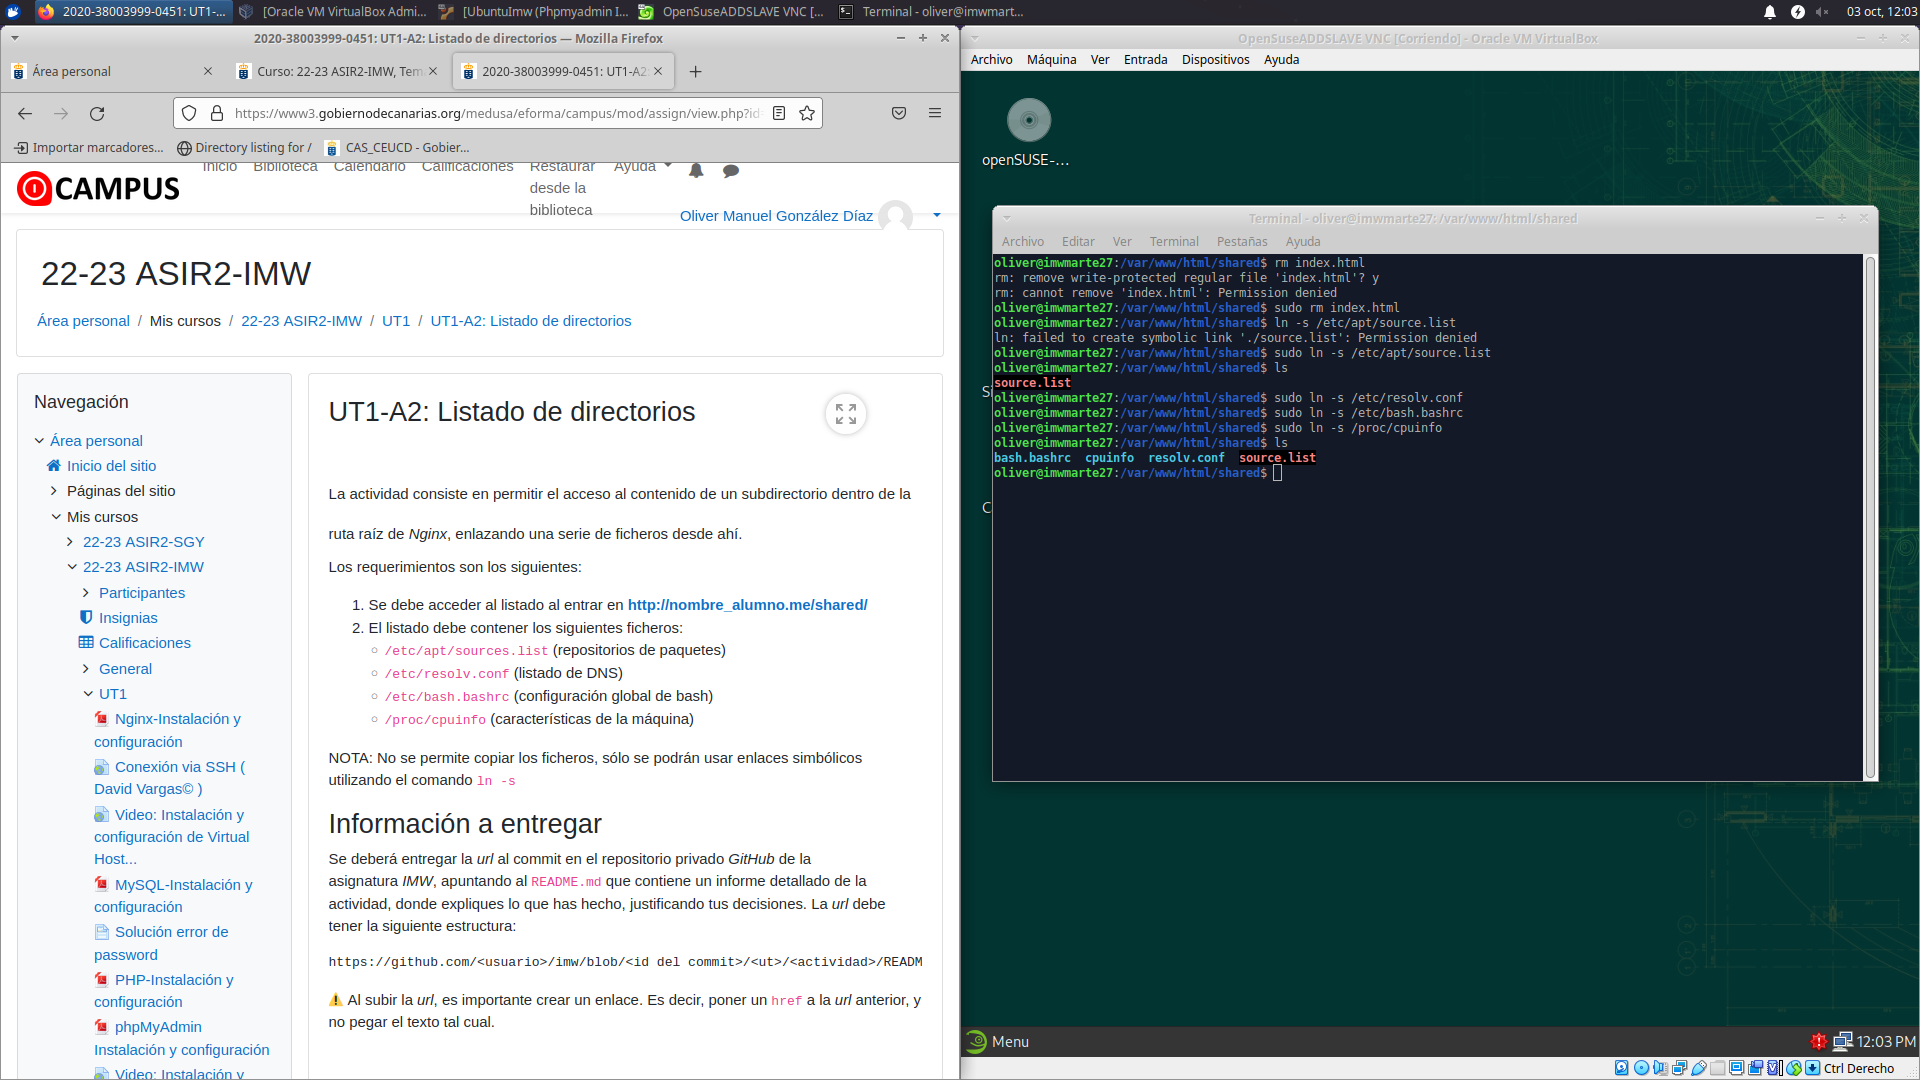 2020-38003999-0451: UT1-...
[Oracle VM VirtualBox Admi...
[UbuntuImw (Phpmyadmin I...
OpenSuseADDSLAVE VNC [...
Terminal - oliver@imwmart...
03 oct, 12:03
2020-38003999-0451: UT1-A2: Listado de directorios — Mozilla Firefox
Área personal
Curso: 22-23 ASIR2-IMW, Tem
2020-38003999-0451: UT1-A2
https://www3.gobiernodecanarias.org/medusa/eforma/campus/mod/assign/view.php?id=
Importar marcadores...
Directory listing for /
CAS_CEUCD - Gobier...
CAMPUS
Inicio
Biblioteca
Calendario
Calificaciones
Restaurar desde la biblioteca
Ayuda
Oliver Manuel González Díaz
22-23 ASIR2-IMW
Área personal / Mis cursos / 22-23 ASIR2-IMW / UT1 / UT1-A2: Listado de directorios
Navegación
Área personal
Inicio del sitio
Páginas del sitio
Mis cursos
22-23 ASIR2-SGY
22-23 ASIR2-IMW
Participantes
Insignias
Calificaciones
General
UT1
Nginx-Instalación y
configuración
Conexión via SSH (
David Vargas© )
Video: Instalación y
configuración de Virtual
Host...
MySQL-Instalación y
configuración
Solución error de
password
PHP-Instalación y
configuración
phpMyAdmin
Instalación y configuración
Video: Instalación y
UT1-A2: Listado de directorios
La actividad consiste en permitir el acceso al contenido de un subdirectorio dentro de la
ruta raíz de Nginx, enlazando una serie de ficheros desde ahí.
Los requerimientos son los siguientes:
1. Se debe acceder al listado al entrar en http://nombre_alumno.me/shared/
2. El listado debe contener los siguientes ficheros:
/etc/apt/sources.list (repositorios de paquetes)
/etc/resolv.conf (listado de DNS)
/etc/bash.bashrc (configuración global de bash)
/proc/cpuinfo (características de la máquina)
NOTA: No se permite copiar los ficheros, sólo se podrán usar enlaces simbólicos
utilizando el comando ln -s
Información a entregar
Se deberá entregar la url al commit en el repositorio privado GitHub de la
asignatura IMW, apuntando al README.md que contiene un informe detallado de la
actividad, donde expliques lo que has hecho, justificando tus decisiones. La url debe
tener la siguiente estructura:
https://github.com/<usuario>/imw/blob/<id del commit>/<ut>/<actividad>/READM
⚠ Al subir la url, es importante crear un enlace. Es decir, poner un href a la url anterior, y
no pegar el texto tal cual.
OpenSuseADDSLAVE VNC [Corriendo] - Oracle VM VirtualBox
Archivo Máquina Ver Entrada Dispositivos Ayuda
openSUSE-...
Si
C
Terminal - oliver@imwmarte27: /var/www/html/shared
Archivo Editar Ver Terminal Pestañas Ayuda
oliver@imwmarte27:/var/www/html/shared$ rm index.html
rm: remove write-protected regular file 'index.html'? y
rm: cannot remove 'index.html': Permission denied
oliver@imwmarte27:/var/www/html/shared$ sudo rm index.html
oliver@imwmarte27:/var/www/html/shared$ ln -s /etc/apt/source.list
ln: failed to create symbolic link './source.list': Permission denied
oliver@imwmarte27:/var/www/html/shared$ sudo ln -s /etc/apt/source.list
oliver@imwmarte27:/var/www/html/shared$ ls
source.list
oliver@imwmarte27:/var/www/html/shared$ sudo ln -s /etc/resolv.conf
oliver@imwmarte27:/var/www/html/shared$ sudo ln -s /etc/bash.bashrc
oliver@imwmarte27:/var/www/html/shared$ sudo ln -s /proc/cpuinfo
oliver@imwmarte27:/var/www/html/shared$ ls
bash.bashrc cpuinfo resolv.conf source.list
oliver@imwmarte27:/var/www/html/shared$
Menu
12:03 PM
Ctrl Derecho